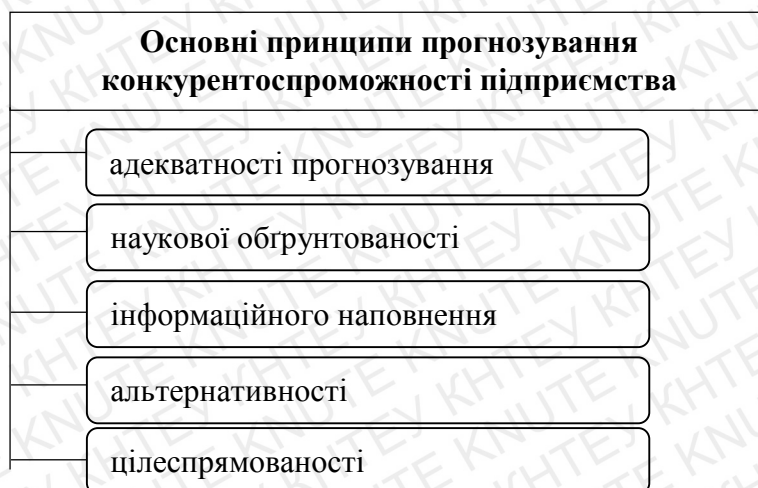 Основні принципи прогнозування
конкурентоспроможності підприємства
адекватності прогнозування
наукової обґрунтованості
інформаційного наповнення
альтернативності
цілеспрямованості